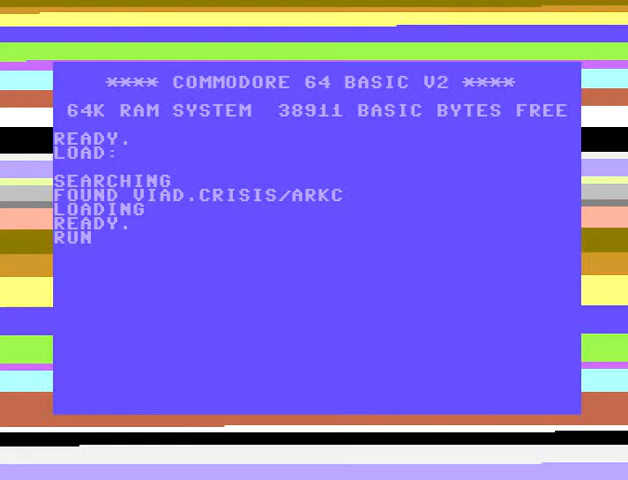 **** COMMODORE 64 BASIC V2 ****
64K RAM SYSTEM 38911 BASIC BYTES FREE
READY.
LOAD:
SEARCHING
FOUND VIAD.CRISIS/ARKC
LOADING
READY.
RUN